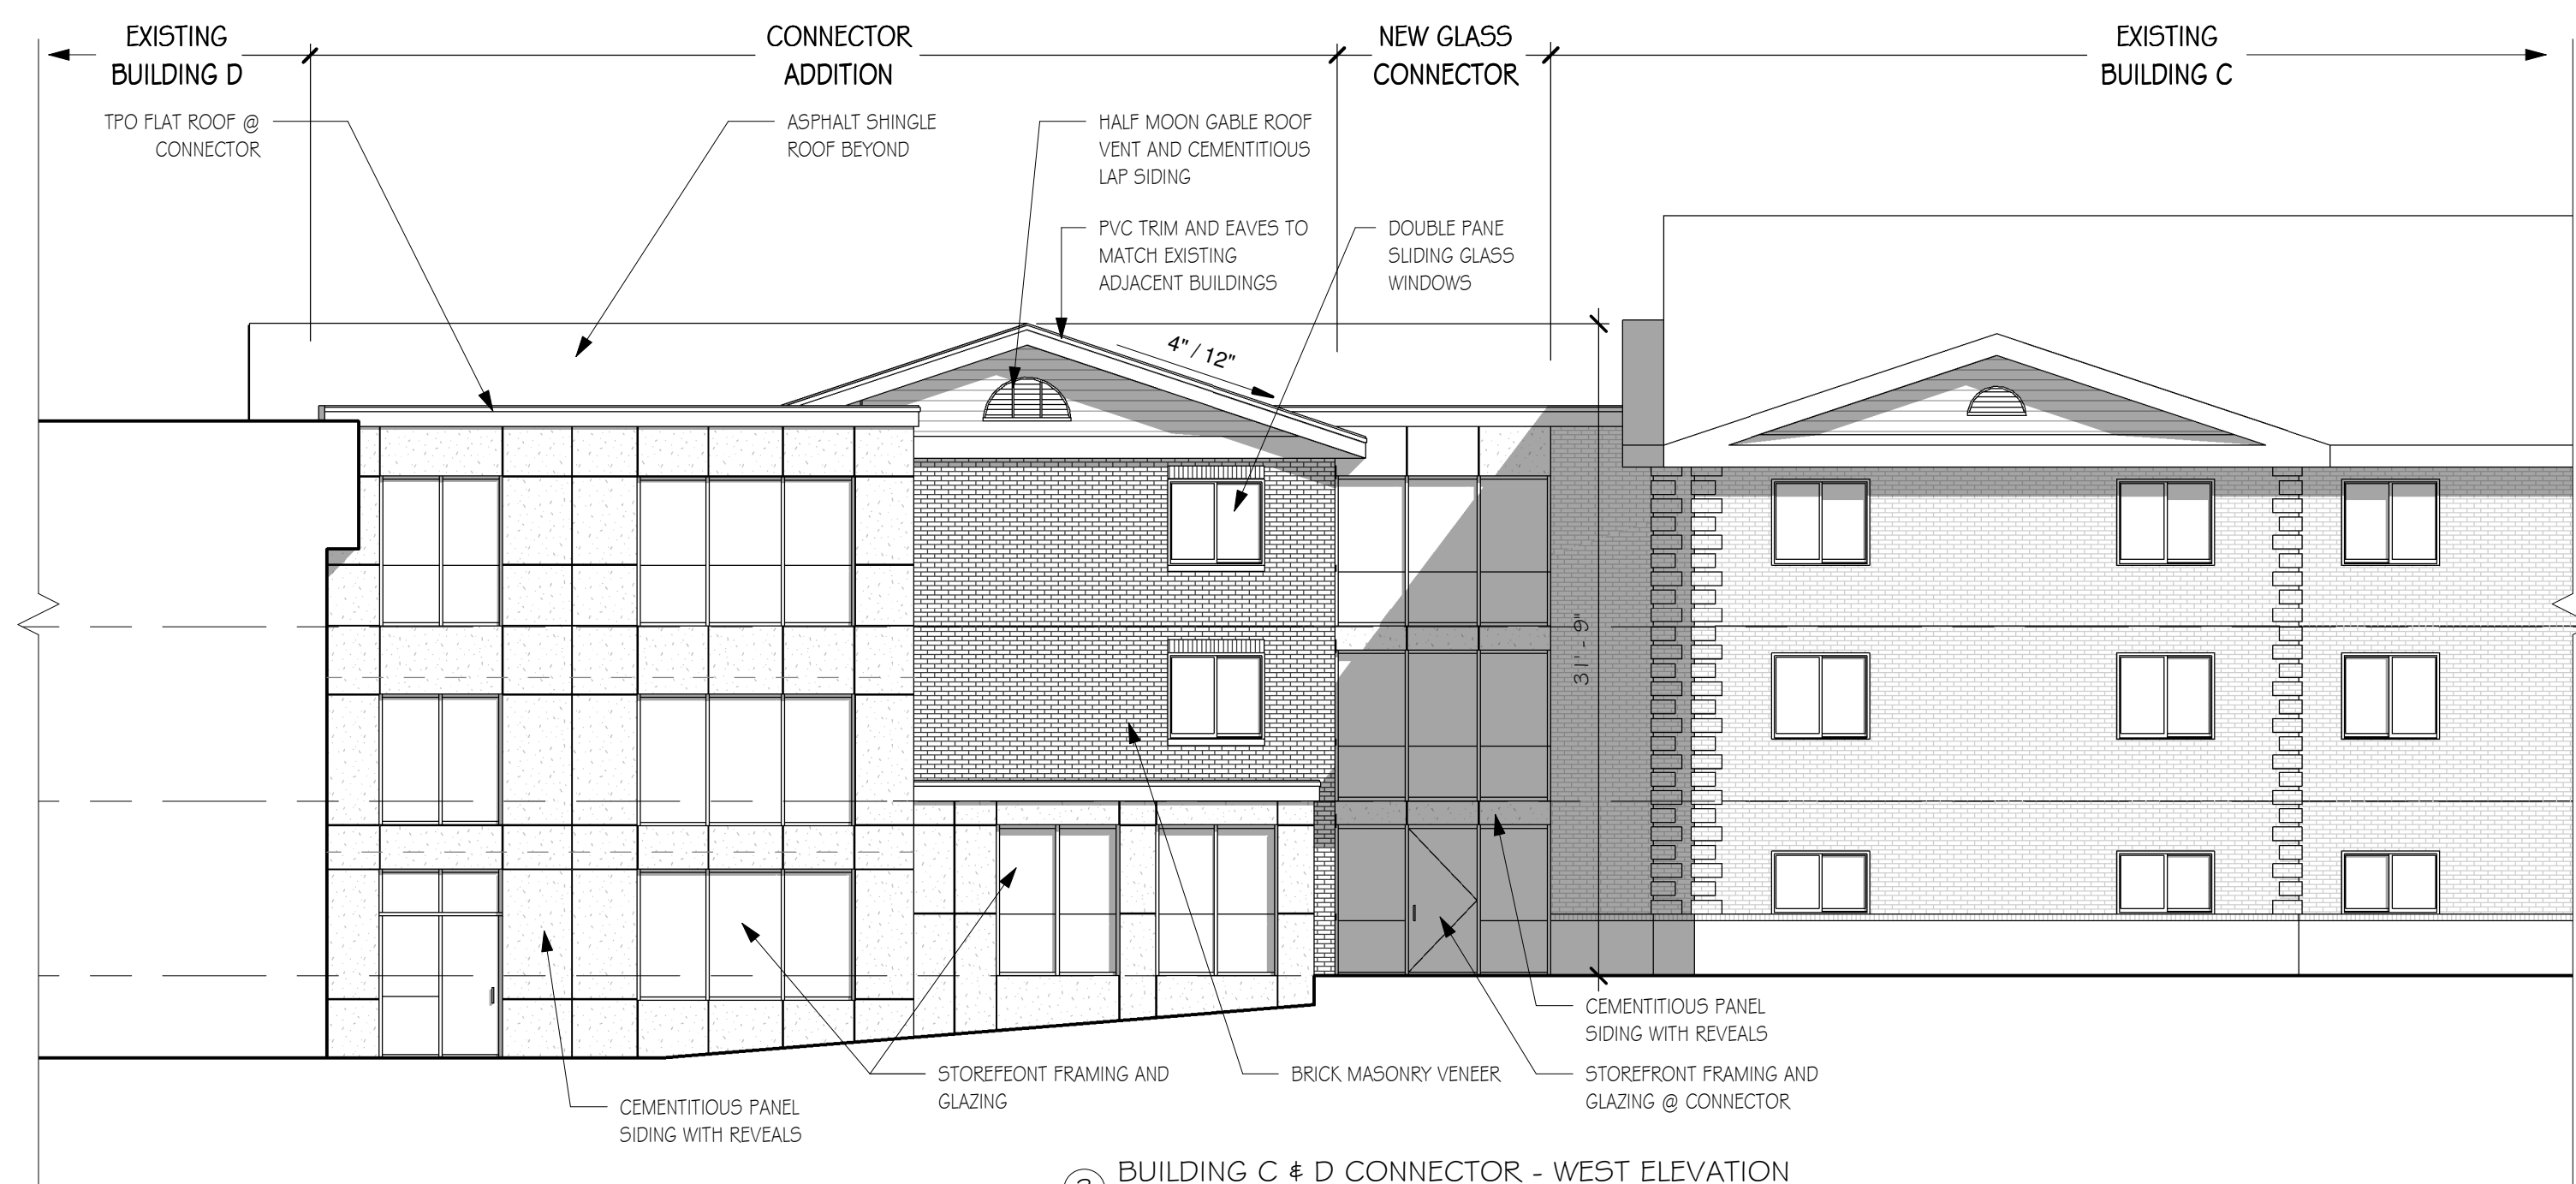 EXISTING
BUILDING D
CONNECTOR
ADDITION
NEW GLASS
CONNECTOR
EXISTING
BUILDING C
TPO FLAT ROOF @
CONNECTOR
ASPHALT SHINGLE
ROOF BEYOND
HALF MOON GABLE ROOF
VENT AND CEMENTITIOUS
LAP SIDING
PVC TRIM AND EAVES TO
MATCH EXISTING
ADJACENT BUILDINGS
DOUBLE PANE
SLIDING GLASS
WINDOWS
4" / 12"
31' - 9"
CEMENTITIOUS PANEL
SIDING WITH REVEALS
STOREFEONT FRAMING AND
GLAZING
BRICK MASONRY VENEER
STOREFRONT FRAMING AND
GLAZING @ CONNECTOR
CEMENTITIOUS PANEL
SIDING WITH REVEALS
BUILDING C & D CONNECTOR - WEST ELEVATION